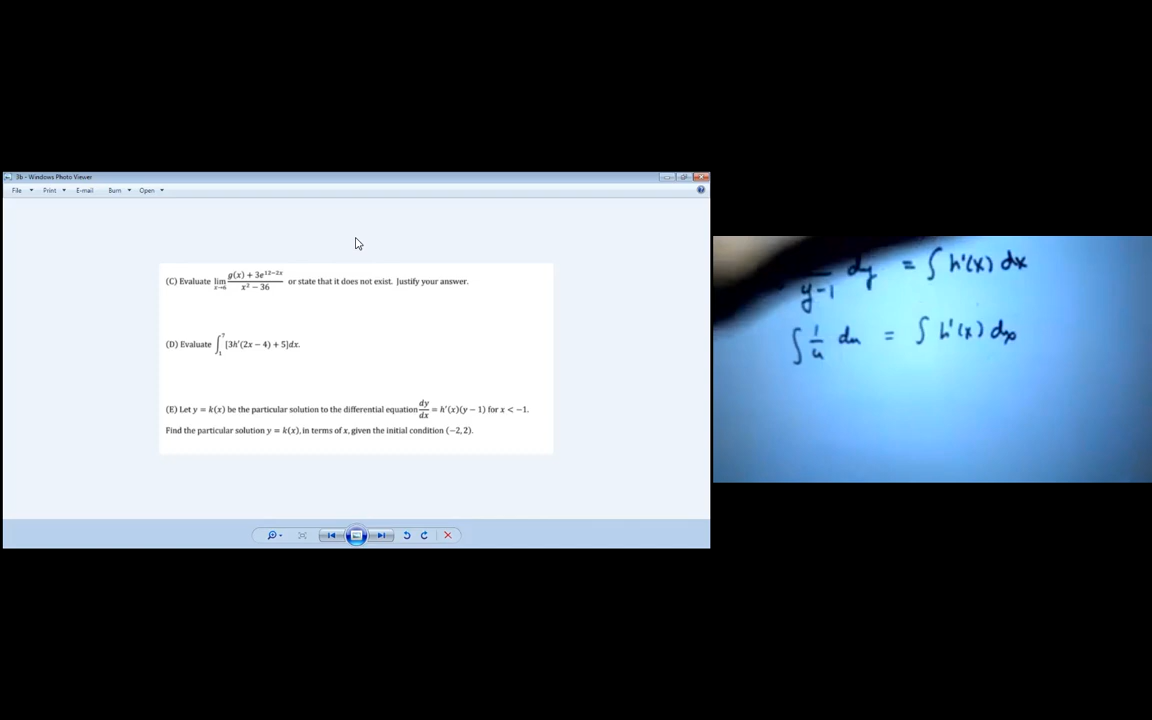 3b - Windows Photo Viewer
File Print E-mail Burn Open
(C) Evaluate lim x→6 g(x) + 3e^(12−2x) / x² − 36 or state that it does not exist. Justify your answer.
(D) Evaluate ∫₁⁷ [3h′(2x − 4) + 5]dx.
(E) Let y = k(x) be the particular solution to the differential equation dy/dx = h′(x)(y − 1) for x < −1.
Find the particular solution y = k(x), in terms of x, given the initial condition (−2, 2).
/ y−1 dy = ∫ h'(x) dx
∫ 1/u du = ∫ h'(x) dx